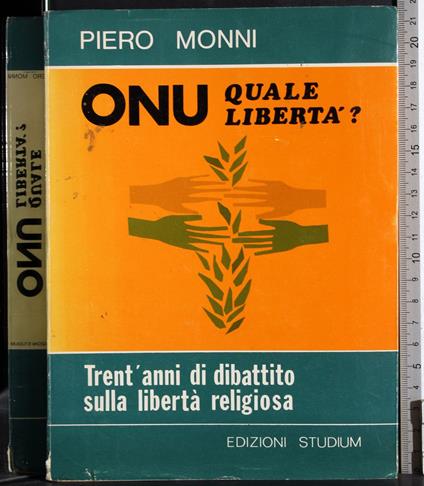 PIERO MONNI
ONU QUALE
LIBERTA'?
Trent'anni di dibattito
sulla libertà religiosa
EDIZIONI STUDIUM
ONU
QUALE
LIBERTA'?